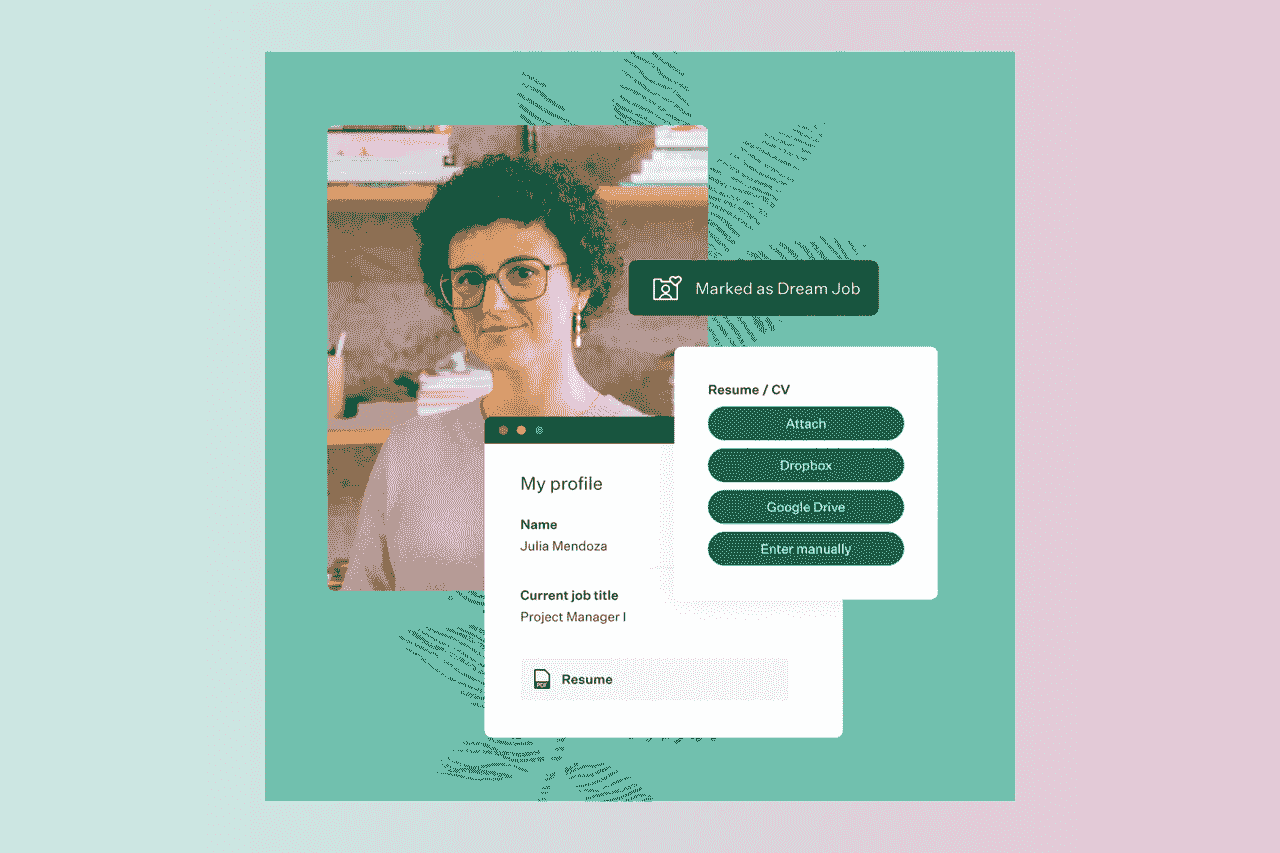 Marked as Dream Job
Resume / CV
Attach
Dropbox
Google Drive
Enter manually
My profile
Name
Julia Mendoza
Current job title
Project Manager I
PDF
Resume